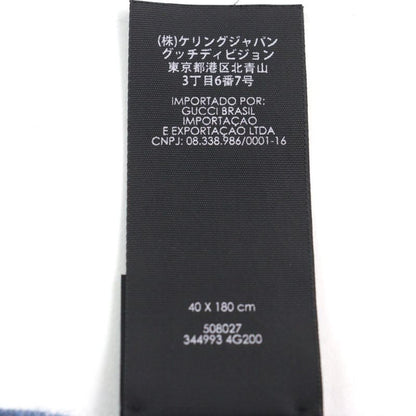 (株)ケリングジャパン
グッチディビジョン
東京都港区北青山
3丁目6番7号
IMPORTADO POR:
GUCCI BRASIL
IMPORTAÇAO
E EXPORTAÇAO LTDA
CNPJ: 08.338.986/0001-16
40 X 180 cm
508027
344993 4G200